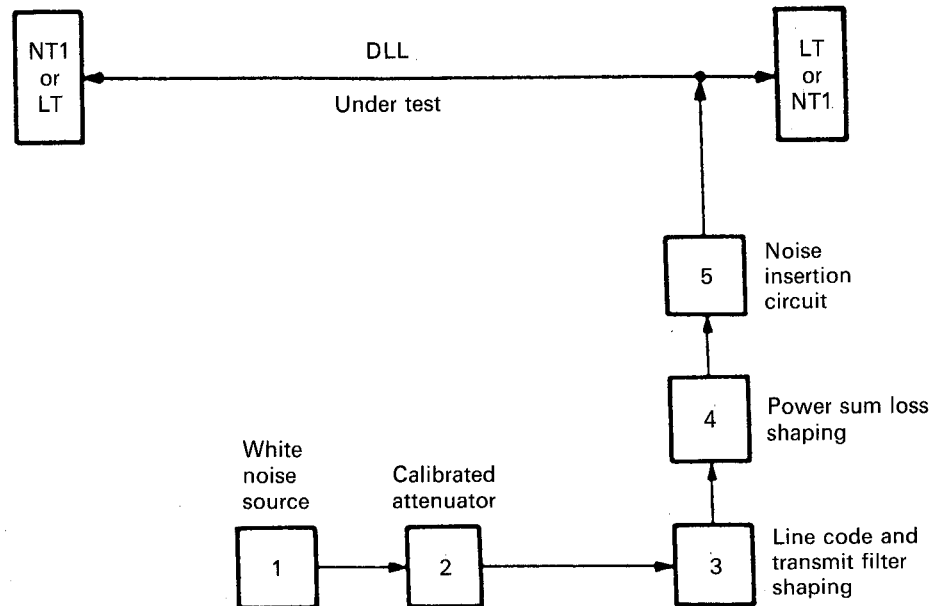 NT1
or
LT
DLL
Under test
LT
or
NT1
5
Noise
insertion
circuit
4
Power sum loss
shaping
White
noise
source
Calibrated
attenuator
1
2
3
Line code and
transmit filter
shaping